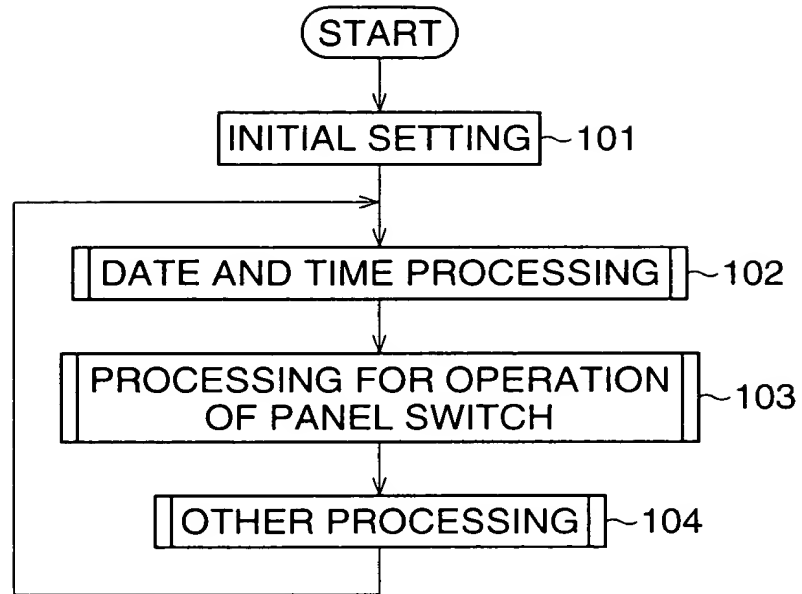 START
INITIAL SETTING 101
DATE AND TIME PROCESSING 102
PROCESSING FOR OPERATION
OF PANEL SWITCH 103
OTHER PROCESSING 104